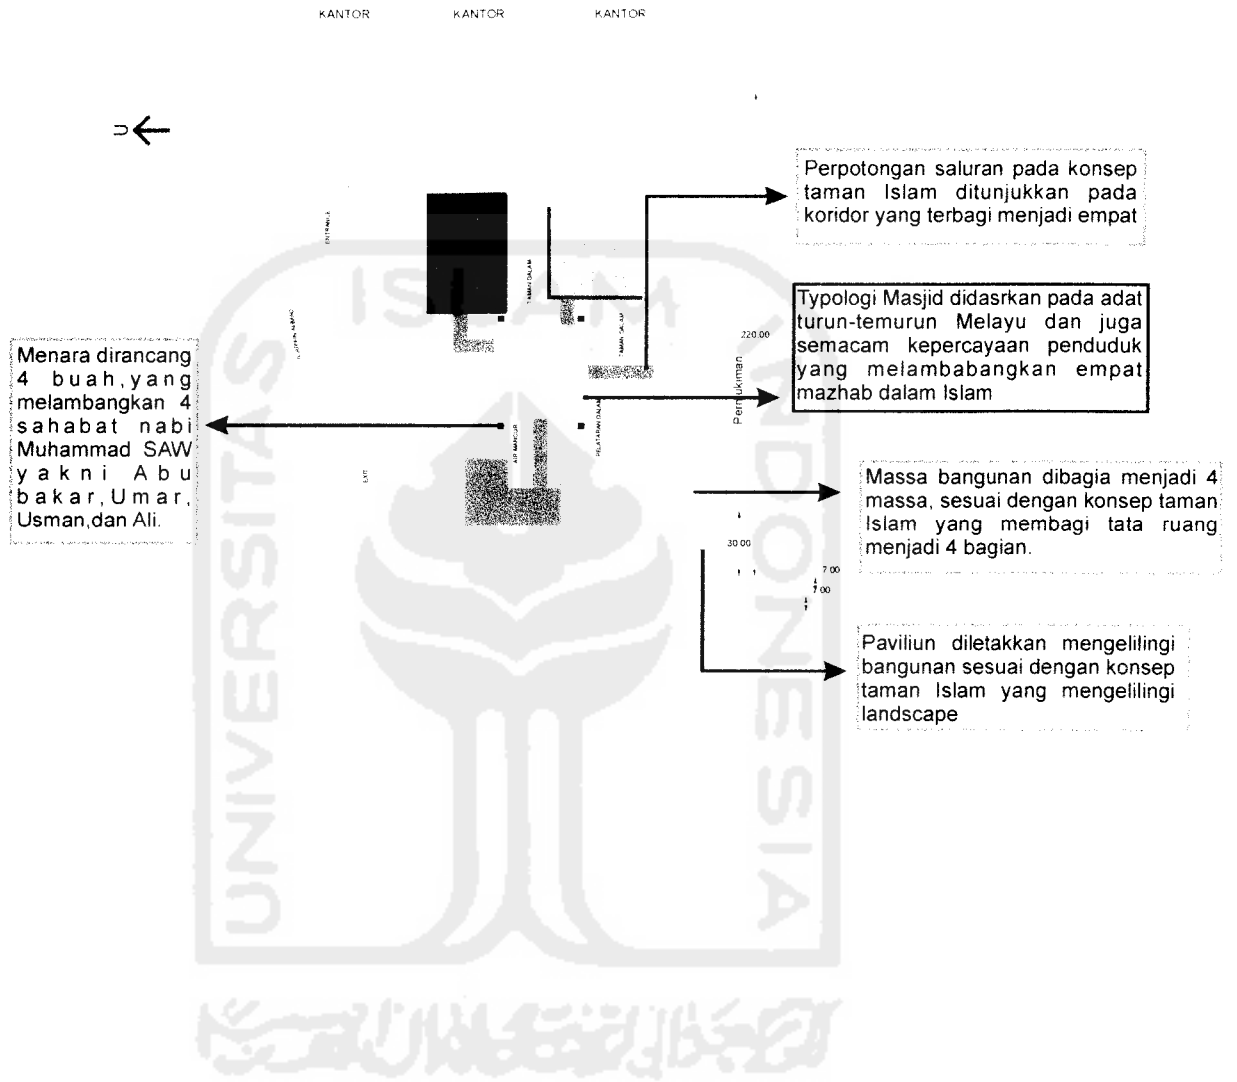 KANTOR KANTOR KANTOR
U
Perpotongan saluran pada konsep
taman Islam ditunjukkan pada
koridor yang terbagi menjadi empat
ENTRANCE
TAMAN DALAM
TAMAN DALAM
220.00
Permukiman
Typologi Masjid didasrkan pada adat
turun-temurun Melayu dan juga
semacam kepercayaan penduduk
yang melambabangkan empat
mazhab dalam Islam
Menara dirancang
4 buah,yang
melambangkan 4
sahabat nabi
Muhammad SAW
yakni Abu
bakar,Umar,
Usman,dan Ali.
AIR MANCUR
PELATARAN DALAM
EXIT
Massa bangunan dibagia menjadi 4
massa, sesuai dengan konsep taman
Islam yang membagi tata ruang
menjadi 4 bagian.
30.00
7.00
7.00
Paviliun diletakkan mengelilingi
bangunan sesuai dengan konsep
taman Islam yang mengelilingi
landscape
UNIVERSITAS
ISLAM
INDONESIA